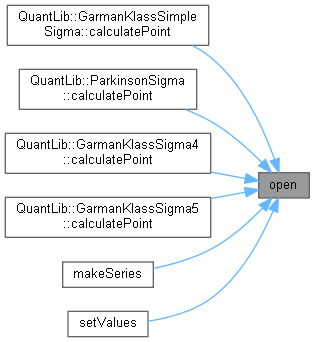 QuantLib::GarmanKlassSimple
Sigma::calculatePoint
QuantLib::ParkinsonSigma
::calculatePoint
QuantLib::GarmanKlassSigma4
::calculatePoint
open
QuantLib::GarmanKlassSigma5
::calculatePoint
makeSeries
setValues